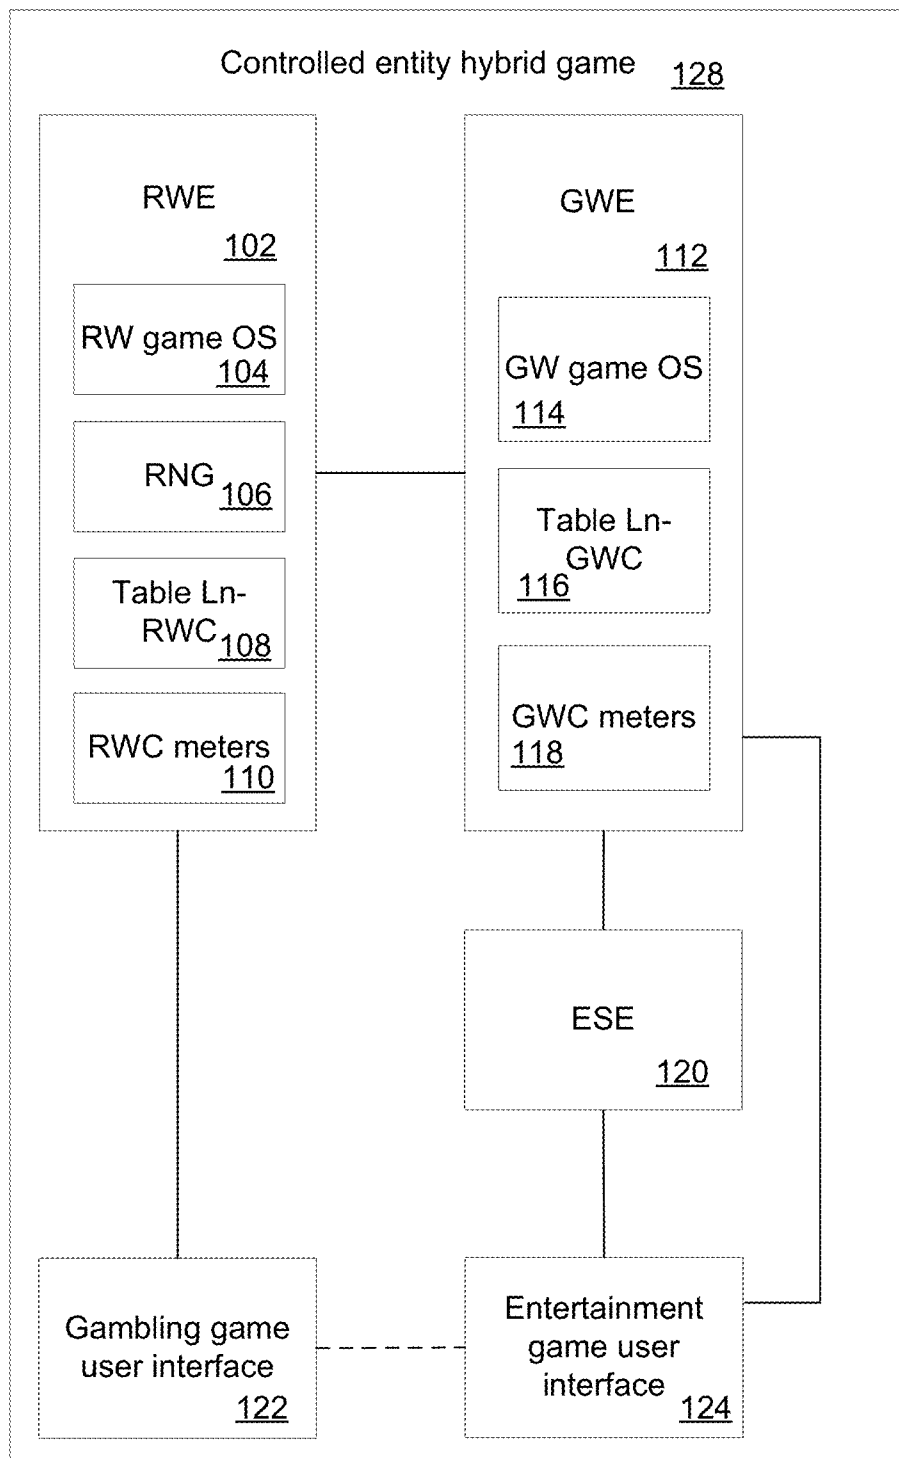 Controlled entity hybrid game 128
RWE
102
RW game OS
104
RNG
106
Table Ln-
RWC
108
RWC meters
110
GWE
112
GW game OS
114
Table Ln-
GWC
116
GWC meters
118
ESE
120
Gambling game
user interface
122
Entertainment
game user
interface
124